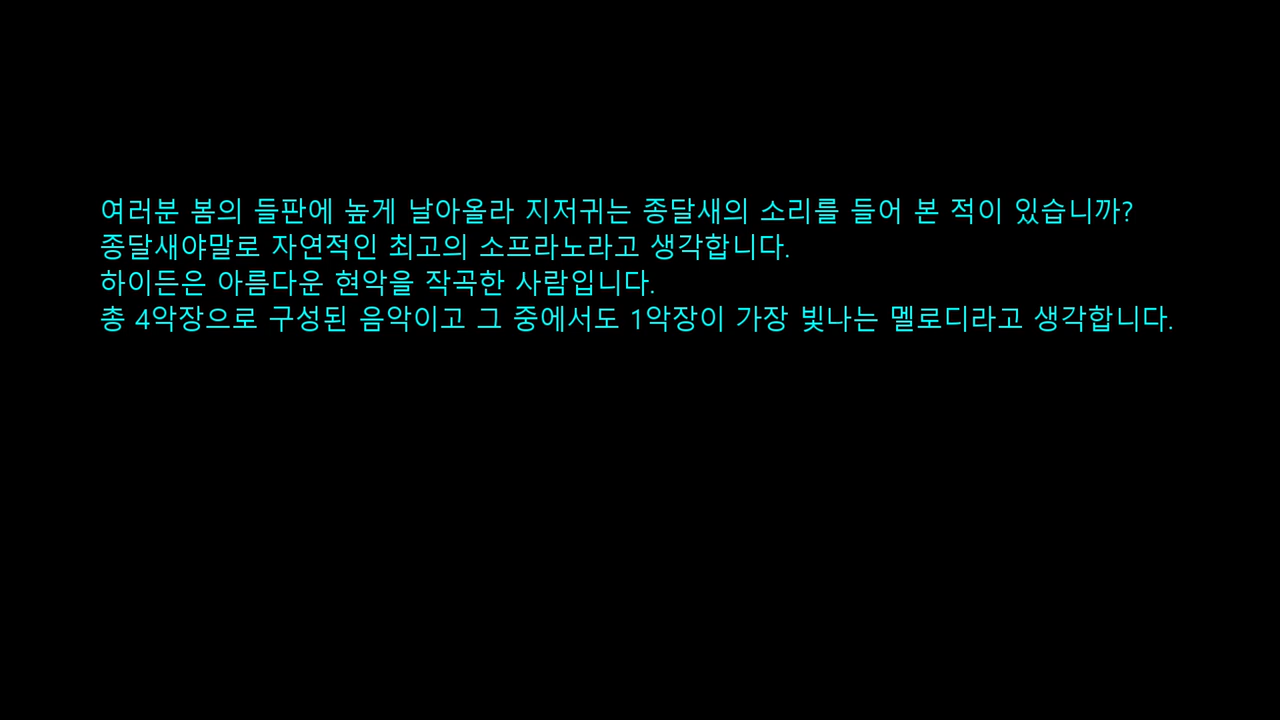 여러분 봄의 들판에 높게 날아올라 지저귀는 종달새의 소리를 들어 본 적이 있습니까?
종달새야말로 자연적인 최고의 소프라노라고 생각합니다.
하이든은 아름다운 현악을 작곡한 사람입니다.
총 4악장으로 구성된 음악이고 그 중에서도 1악장이 가장 빛나는 멜로디라고 생각합니다.